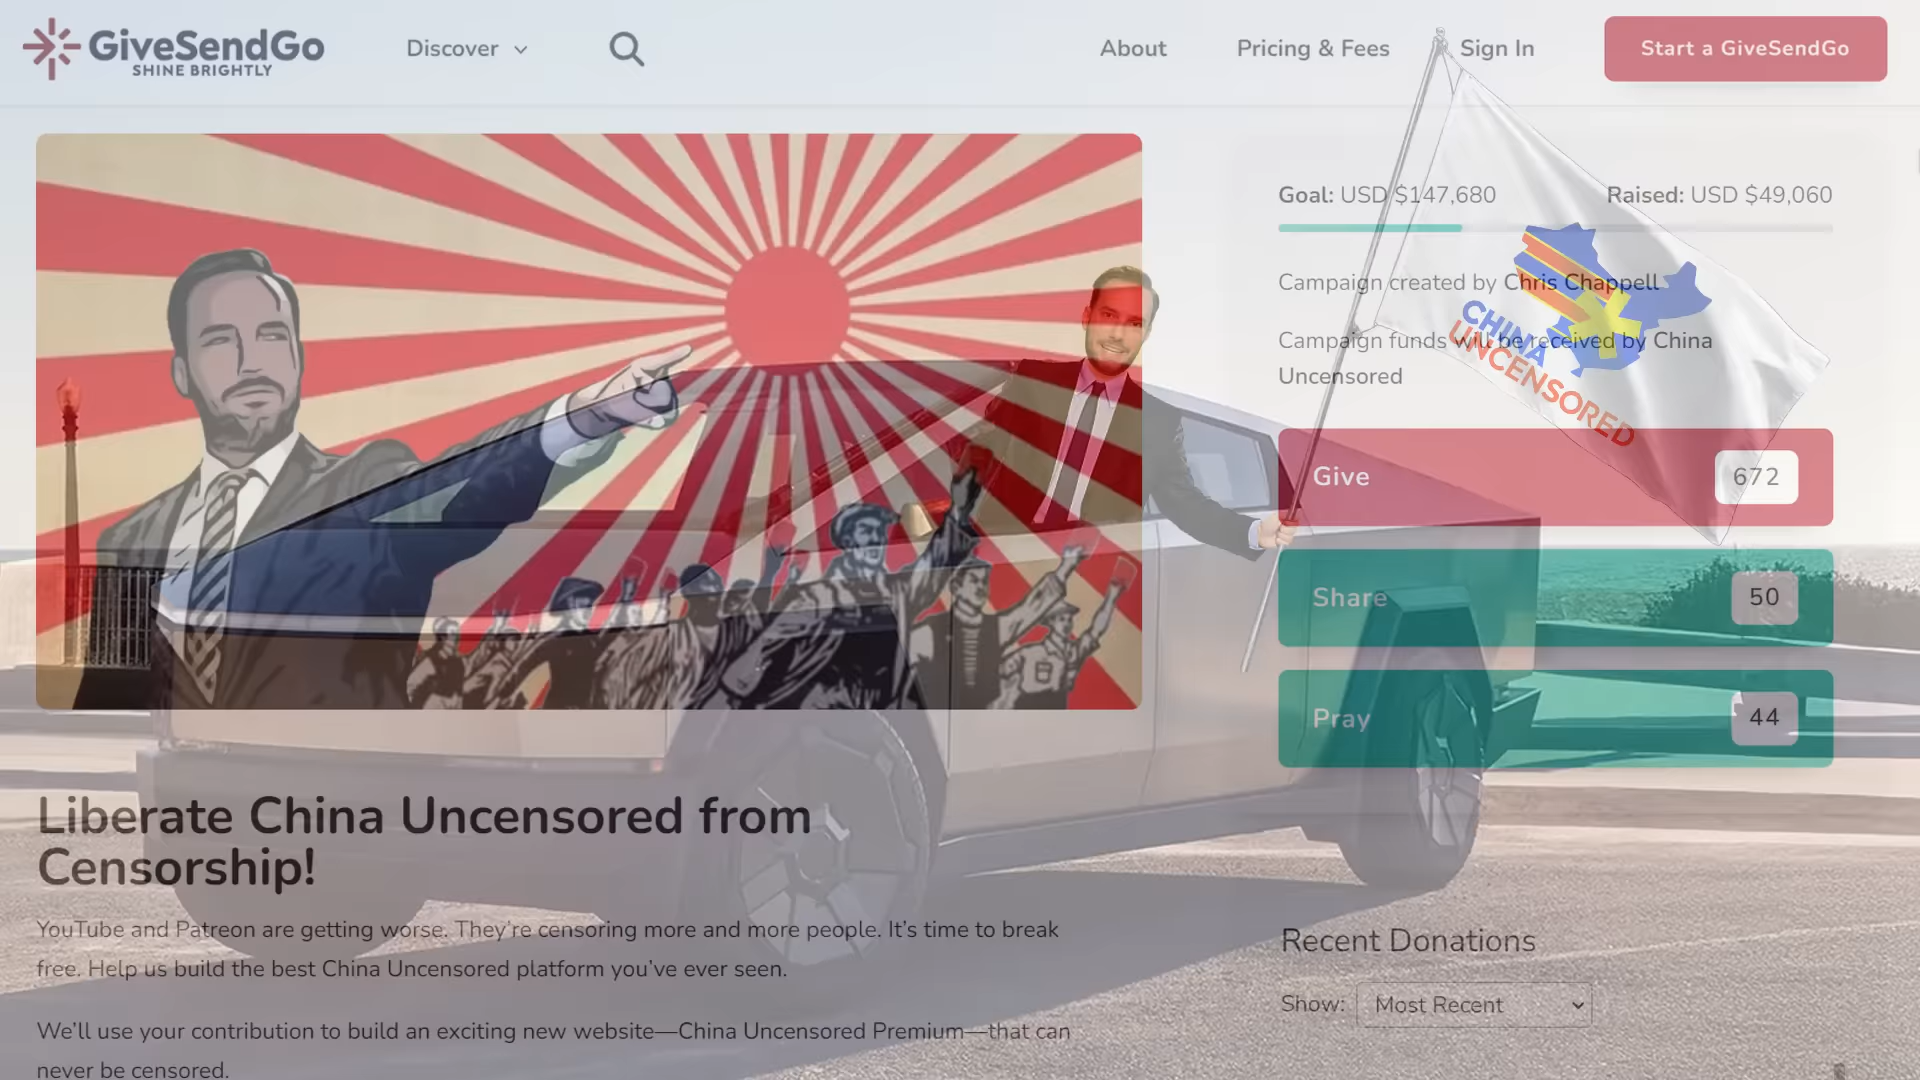 GiveSendGo
SHINE BRIGHTLY
Discover
About
Pricing & Fees
Sign In
Start a GiveSendGo
Goal: USD $147,680
Raised: USD $49,060
Campaign created by Chris Chappell
Campaign funds will be received by China
Uncensored
CHINA
UNCENSORED
Give
672
Share
50
Pray
44
Liberate China Uncensored from
Censorship!
YouTube and Patreon are getting worse. They're censoring more and more people. It's time to break
free. Help us build the best China Uncensored platform you've ever seen.
We'll use your contribution to build an exciting new website—China Uncensored Premium—that can
never be censored.
Recent Donations
Show:
Most Recent